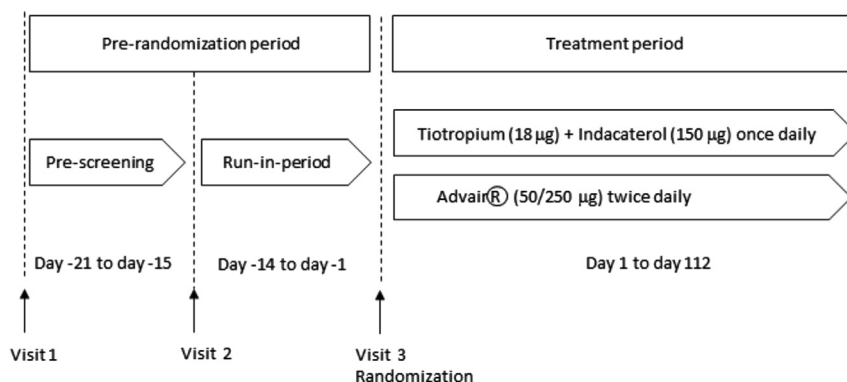 Pre-randomization period
Treatment period
Tiotropium (18 µg) + Indacaterol (150 µg) once daily
Pre-screening
Run-in-period
Advair® (50/250 µg) twice daily
Day -21 to day -15
Day -14 to day -1
Day 1 to day 112
Visit 1
Visit 2
Visit 3
Randomization